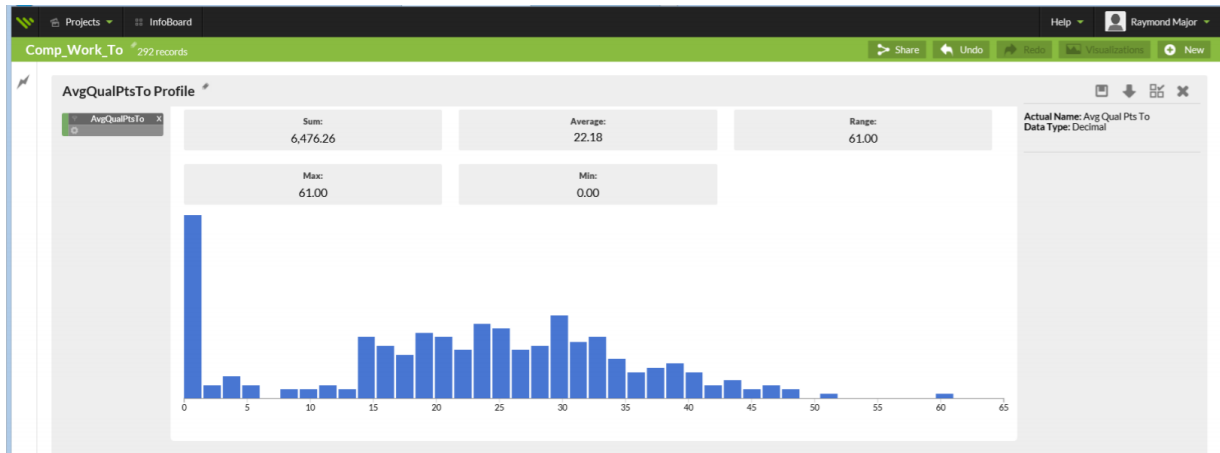 Projects InfoBoard Help Raymond Major
Comp_Work_To 292 records Share Undo Redo Visualizations New
AvgQualPtsTo Profile
AvgQualPtsTo X
Sum: Average: Range:
6,476.26 22.18 61.00
Max: Min:
61.00 0.00
Actual Name: Avg Qual Pts To
Data Type: Decimal
0 5 10 15 20 25 30 35 40 45 50 55 60 65